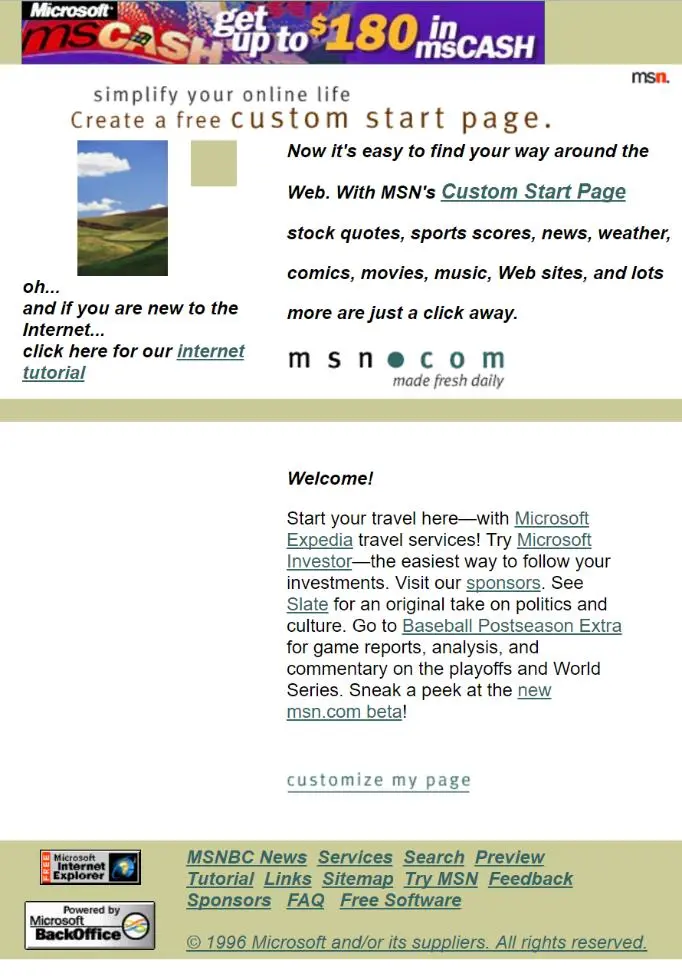 Microsoft
msCASH
get
up to $180 in
msCASH
msn.
simplify your online life
Create a free custom start page.
Now it's easy to find your way around the
Web. With MSN's Custom Start Page
stock quotes, sports scores, news, weather,
comics, movies, music, Web sites, and lots
more are just a click away.
oh...
and if you are new to the
Internet...
click here for our internet
tutorial
msn.com
made fresh daily
Welcome!
Start your travel here—with Microsoft
Expedia travel services! Try Microsoft
Investor—the easiest way to follow your
investments. Visit our sponsors. See
Slate for an original take on politics and
culture. Go to Baseball Postseason Extra
for game reports, analysis, and
commentary on the playoffs and World
Series. Sneak a peek at the new
msn.com beta!
customize my page
FREE
Microsoft
Internet
Explorer
Powered by
Microsoft
BackOffice
MSNBC News Services Search Preview
Tutorial Links Sitemap Try MSN Feedback
Sponsors FAQ Free Software
© 1996 Microsoft and/or its suppliers. All rights reserved.